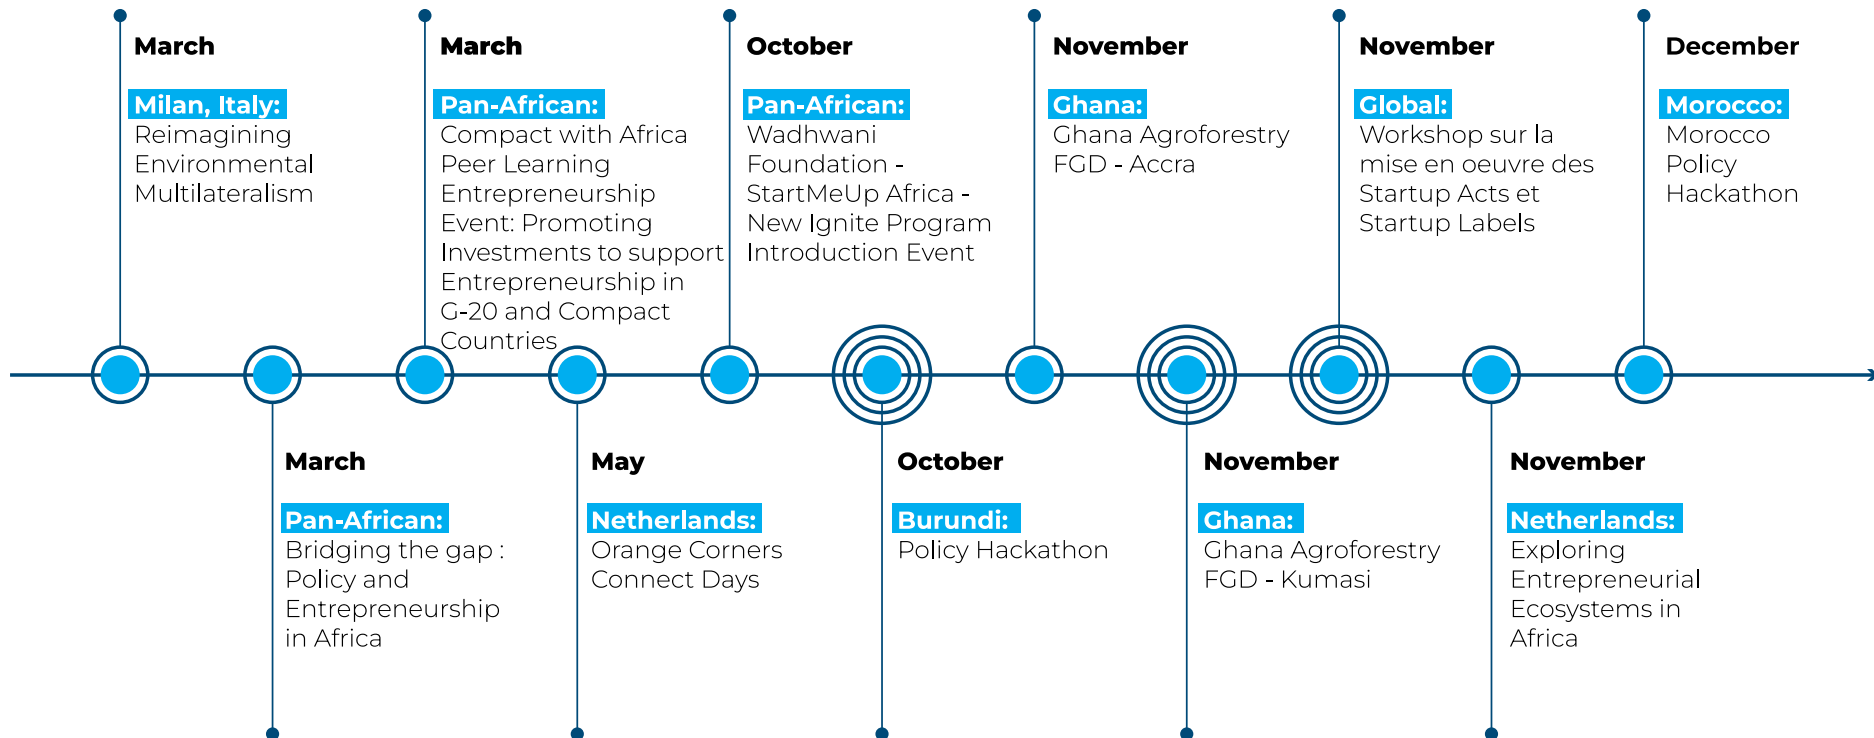 March
Milan, Italy:
Reimagining
Environmental
Multilateralism
March
Pan-African:
Compact with Africa
Peer Learning
Entrepreneurship
Event: Promoting
Investments to support
Entrepreneurship in
G-20 and Compact
Countries
October
Pan-African:
Wadhwani
Foundation -
StartMeUp Africa -
New Ignite Program
Introduction Event
November
Ghana:
Ghana Agroforestry
FGD - Accra
November
Global:
Workshop sur la
mise en oeuvre des
Startup Acts et
Startup Labels
December
Morocco:
Morocco
Policy
Hackathon
March
Pan-African:
Bridging the gap :
Policy and
Entrepreneurship
in Africa
May
Netherlands:
Orange Corners
Connect Days
October
Burundi:
Policy Hackathon
November
Ghana:
Ghana Agroforestry
FGD - Kumasi
November
Netherlands:
Exploring
Entrepreneurial
Ecosystems in
Africa